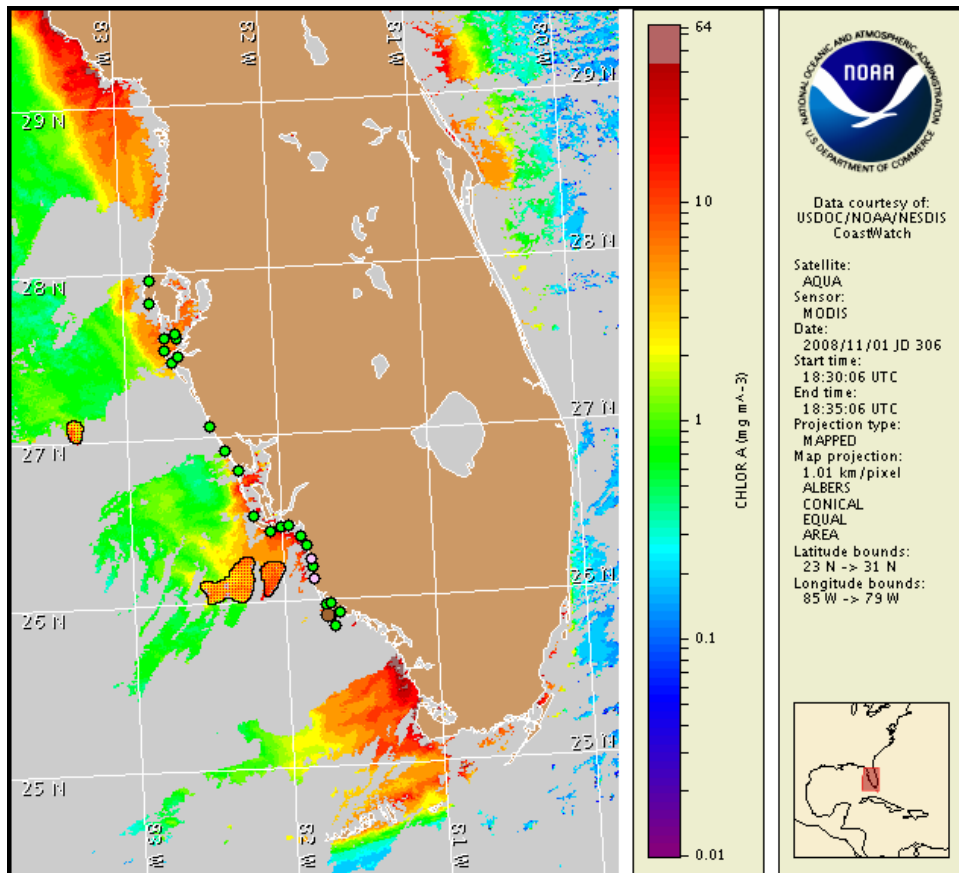 83
82
81
80
29 N
29 N
28 N
28 N
27 N
27 N
26 N
26 N
25 N
25 N
83
82
81
64
10
1
0.1
0.01
CHLOR A (mg m^-3)
NATIONAL OCEANIC AND ATMOSPHERIC ADMINISTRATION
NOAA
U.S. DEPARTMENT OF COMMERCE
Data courtesy of:
USDOC/NOAA/NESDIS
CoastWatch
Satellite:
AQUA
Sensor:
MODIS
Date:
2008/11/01 JD 306
Start time:
18:30:06 UTC
End time:
18:35:06 UTC
Projection type:
MAPPED
Map projection:
1.01 km/pixel
ALBERS
CONICAL
EQUAL
AREA
Latitude bounds:
23 N -> 31 N
Longitude bounds:
85 W -> 79 W